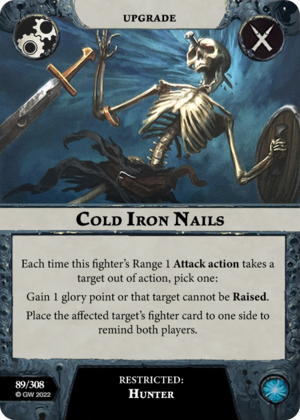 UPGRADE
COLD IRON NAILS
Each time this fighter's Range 1 Attack action takes a
target out of action, pick one:
Gain 1 glory point or that target cannot be Raised.
Place the affected target's fighter card to one side to
remind both players.
89/308
© GW 2022
RESTRICTED:
HUNTER